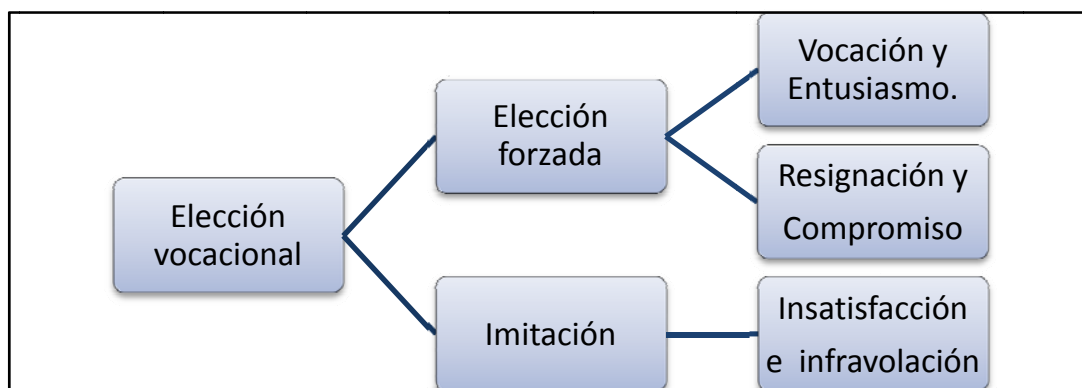 Elección
vocacional
Elección
forzada
Vocación y
Entusiasmo.
Resignación y
Compromiso
Imitación
Insatisfacción
e infravolación